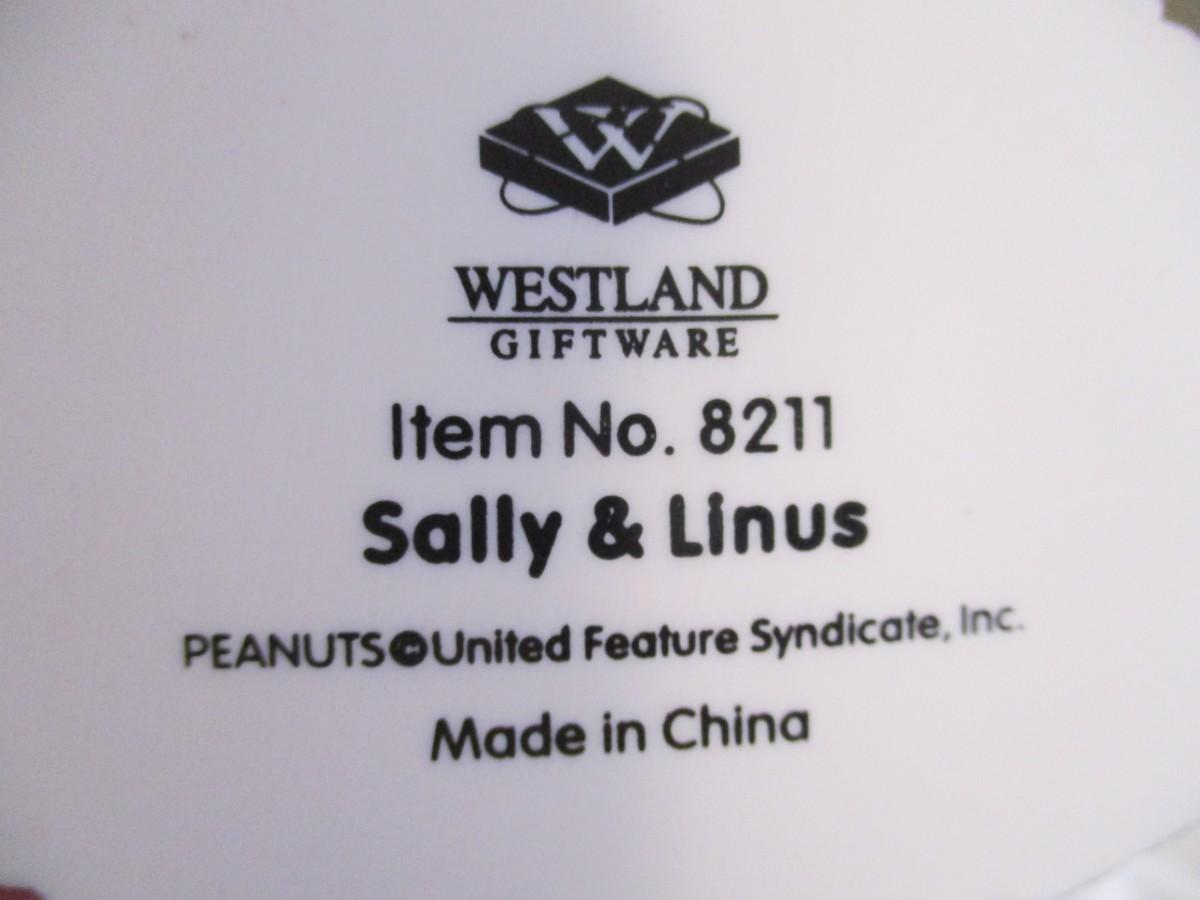 W
WESTLAND
GIFTWARE
Item No. 8211
Sally & Linus
PEANUTS©United Feature Syndicate, Inc.
Made in China